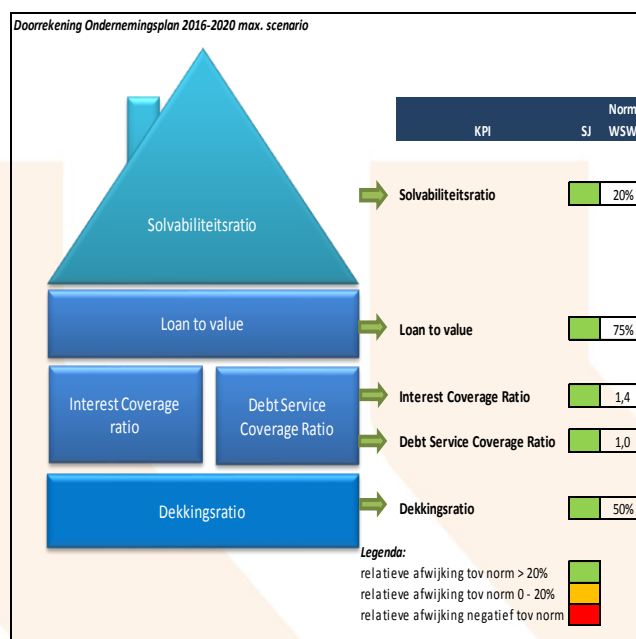 Doorrekening Ondernemingsplan 2016-2020 max. scenario
Norm
KPI SJ WSW
Solvabiliteitsratio
Solvabiliteitsratio 20%
Loan to value
Loan to value 75%
Interest Coverage
ratio
Debt Service
Coverage Ratio
Interest Coverage Ratio 1,4
Debt Service Coverage Ratio 1,0
Dekkingsratio
Dekkingsratio 50%
Legenda:
relatieve afwijking tov norm > 20%
relatieve afwijking tov norm 0 - 20%
relatieve afwijking negatief tov norm